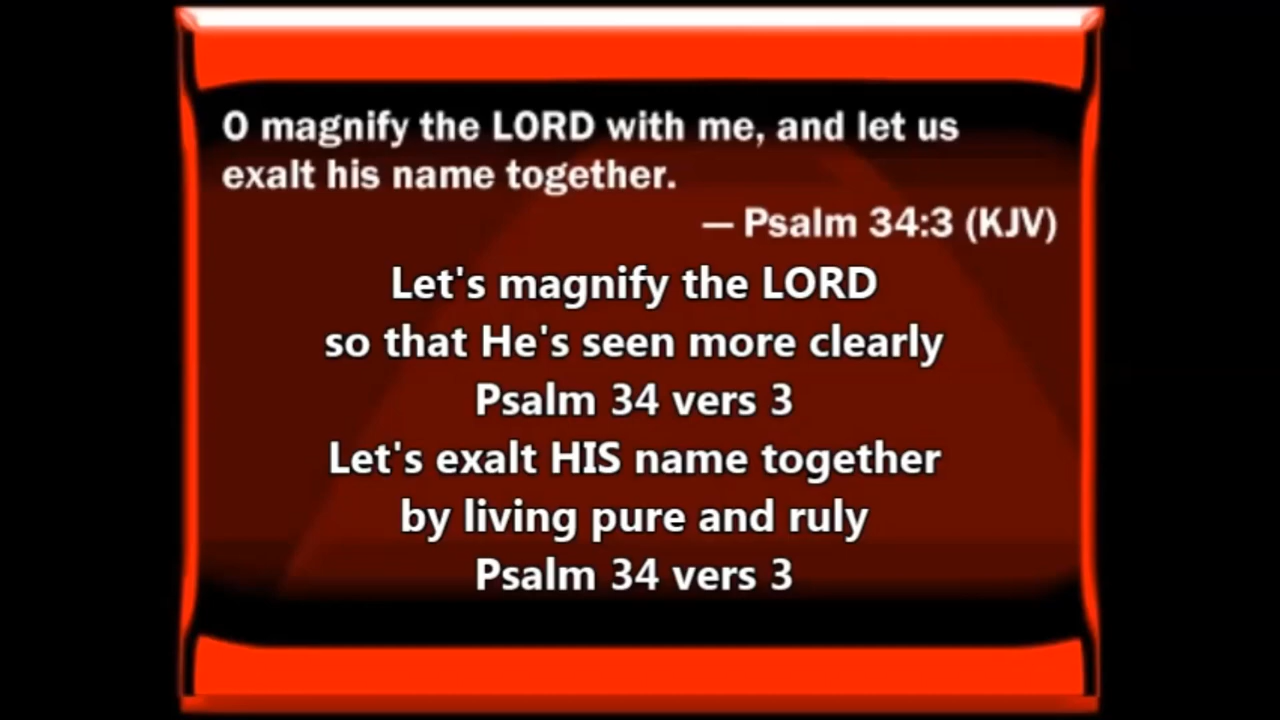 O magnify the LORD with me, and let us
exalt his name together.
— Psalm 34:3 (KJV)
Let's magnify the LORD
so that He's seen more clearly
Psalm 34 vers 3
Let's exalt HIS name together
by living pure and ruly
Psalm 34 vers 3